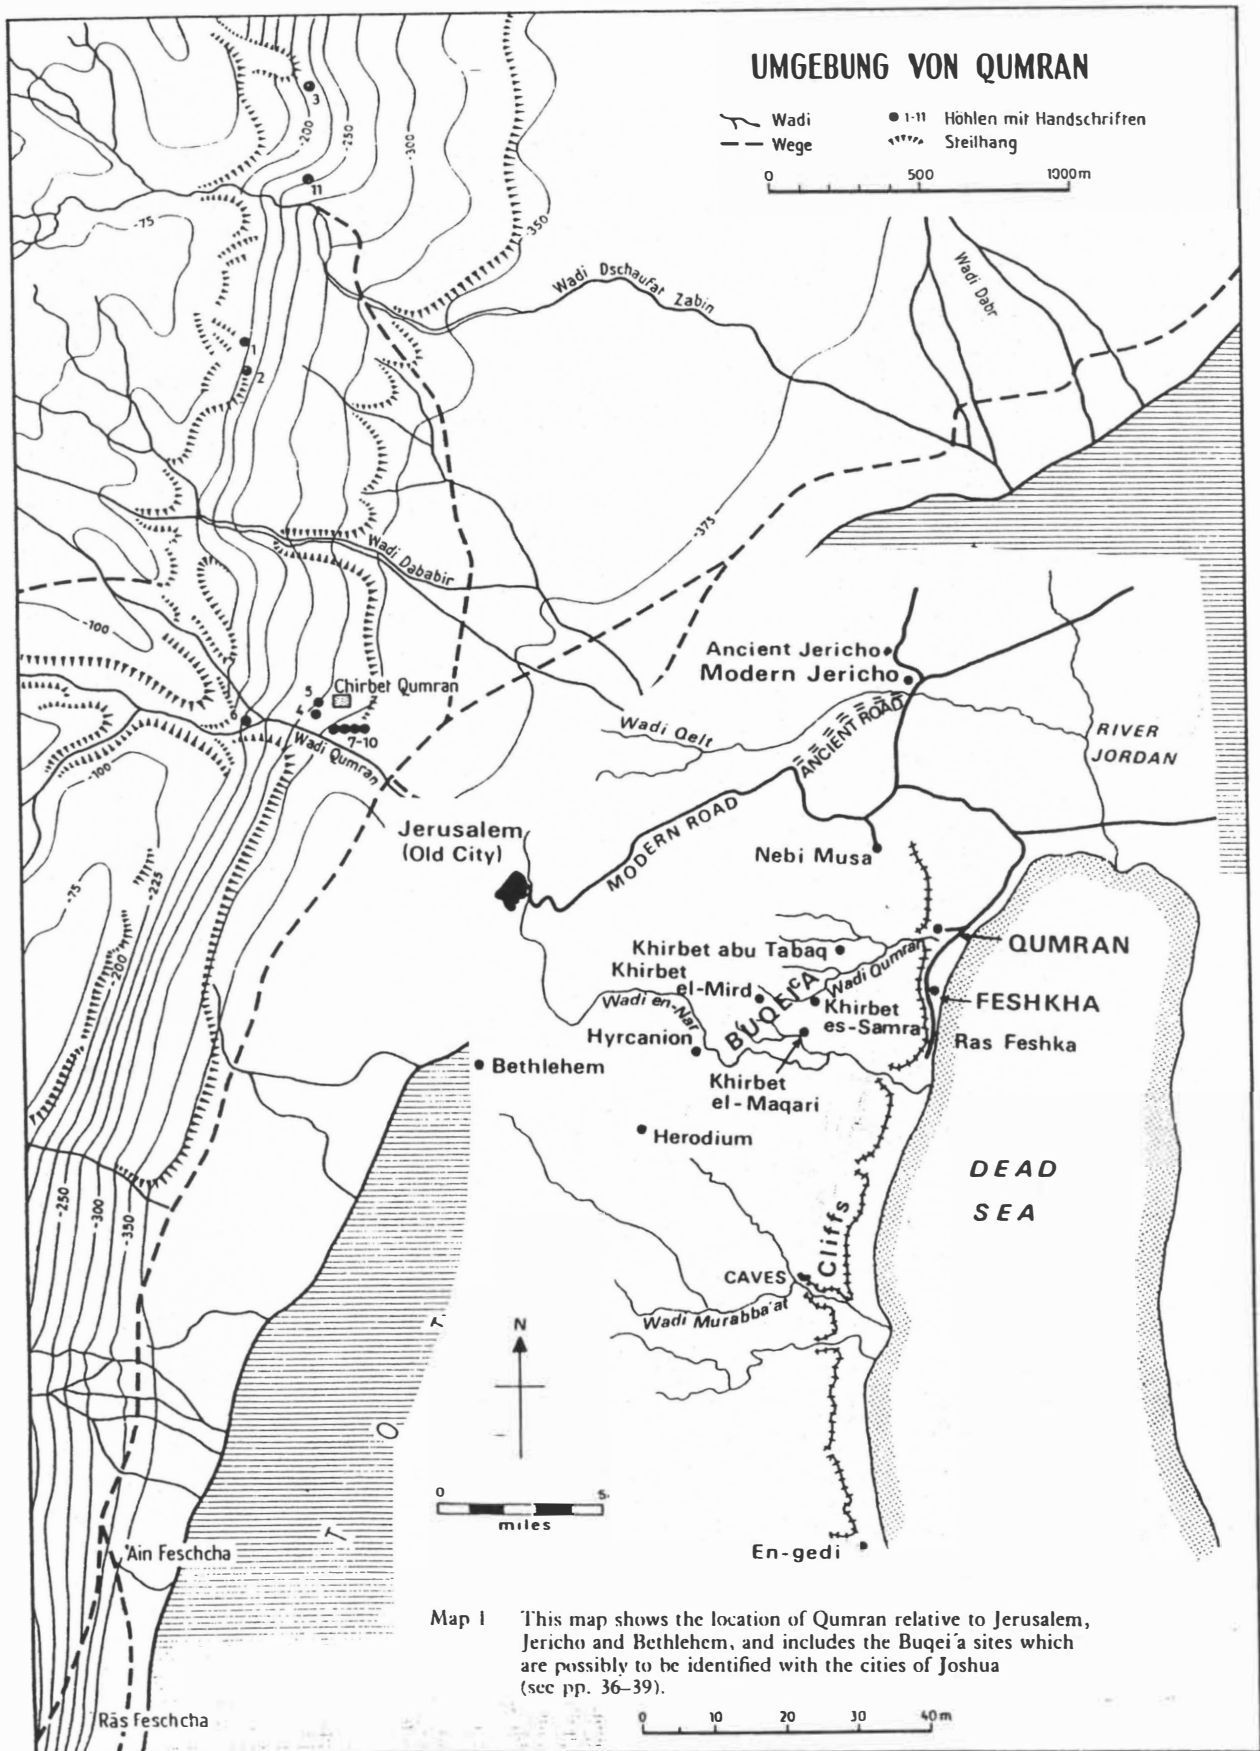 UMGEBUNG VON QUMRAN
Wadi
Wege
1-11 Höhlen mit Handschriften
Steilhang
0 500 1000m
3
-200
-250
-300
11
-75
-350
Wadi Dschaufat Zabin
Wadi Dabr
1
2
-375
Wadi Dababir
-100
5
Chirbet Qumran
4
6
7-10
Wadi Qumran
-100
-75
-225
-200
-250
-300
-350
Ain Feschcha
Râs Feschcha
T O T.
Ancient Jericho
Modern Jericho
Wadi Qelt
ANCIENT ROAD
RIVER
JORDAN
Jerusalem
(Old City)
MODERN ROAD
Nebi Musa
Khirbet abu Tabaq
QUMRAN
Khirbet
el-Mird
Wadi Qumran
Wadi en-Nar
BUQEICA
Khirbet
es-Samra
FESHKHA
Hyrcanion
Ras Feshka
Bethlehem
Khirbet
el-Maqari
Herodium
DEAD
SEA
Cliffs
CAVES
Wadi Murabba'at
N
0 5
miles
En-gedi
Map 1 This map shows the location of Qumran relative to Jerusalem,
Jericho and Bethlehem, and includes the Buqei'a sites which
are possibly to be identified with the cities of Joshua
(see pp. 36–39).
0 10 20 30 40m